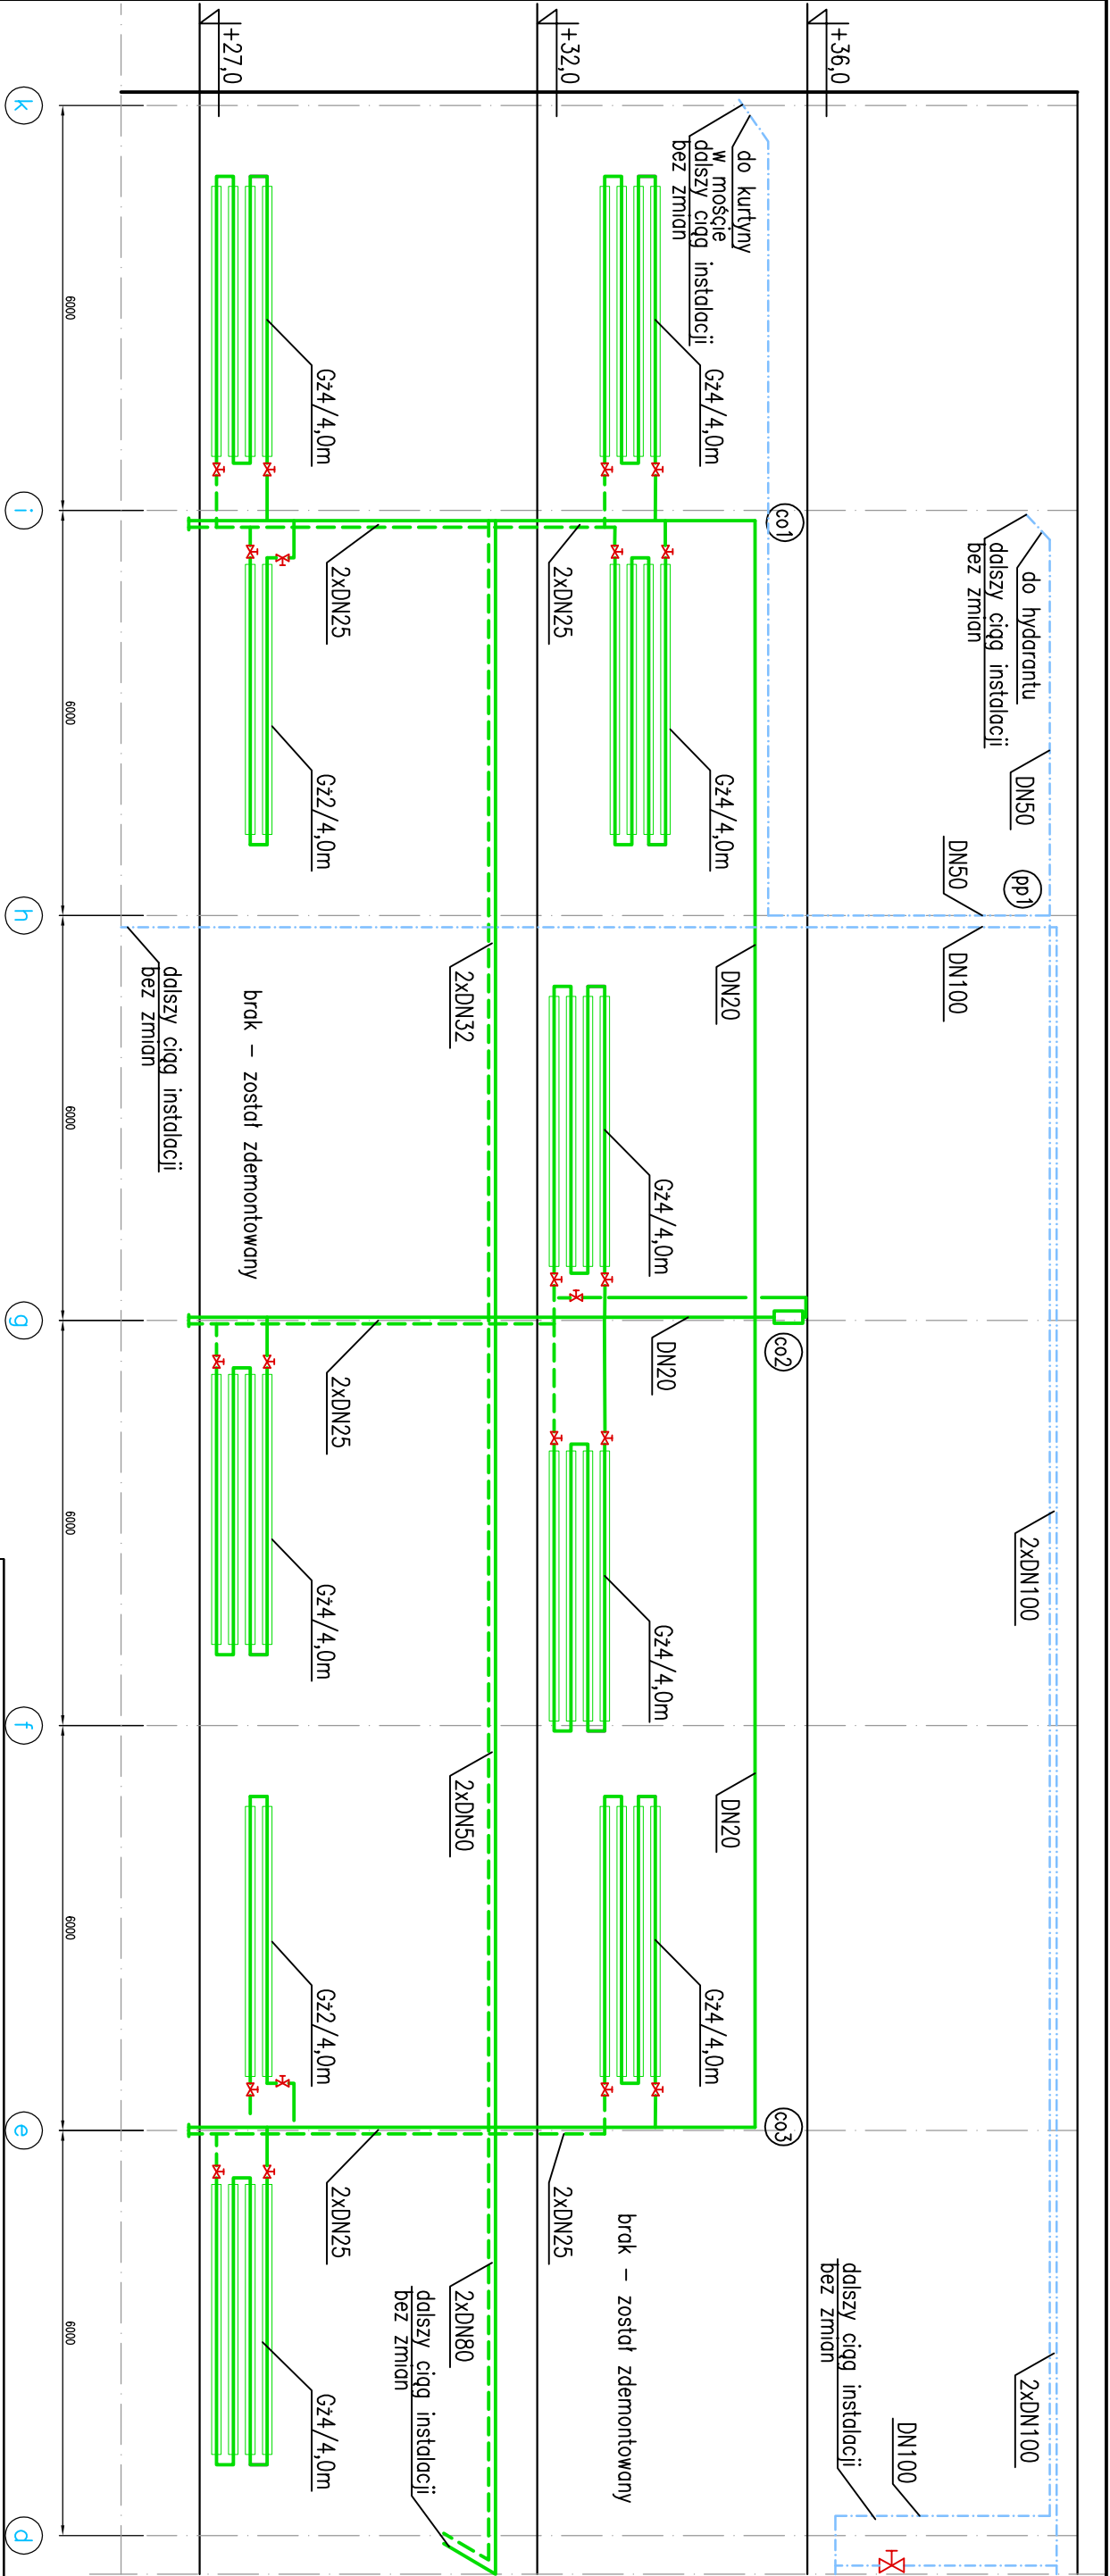 +36,0
+32,0
+27,0
do hydarantu
dalszy ciąg instalacji
bez zmian
DN50
pp1
DN50
DN100
2xDN100
2xDN100
DN100
dalszy ciąg instalacji
bez zmian
do kurtyny
w moście
dalszy ciąg instalacji
bez zmian
co1
DN20
co2
DN20
DN20
co3
Gż4/4,0m
Gż4/4,0m
Gż4/4,0m
Gż4/4,0m
Gż4/4,0m
brak – został zdemontowany
2xDN25
2xDN25
2xDN32
2xDN50
2xDN80
dalszy ciąg instalacji
bez zmian
Gż4/4,0m
2xDN25
Gż2/4,0m
brak – został zdemontowany
2xDN25
Gż4/4,0m
Gż2/4,0m
2xDN25
Gż4/4,0m
dalszy ciąg instalacji
bez zmian
6000
6000
6000
6000
6000
6000
k
i
h
g
f
e
d